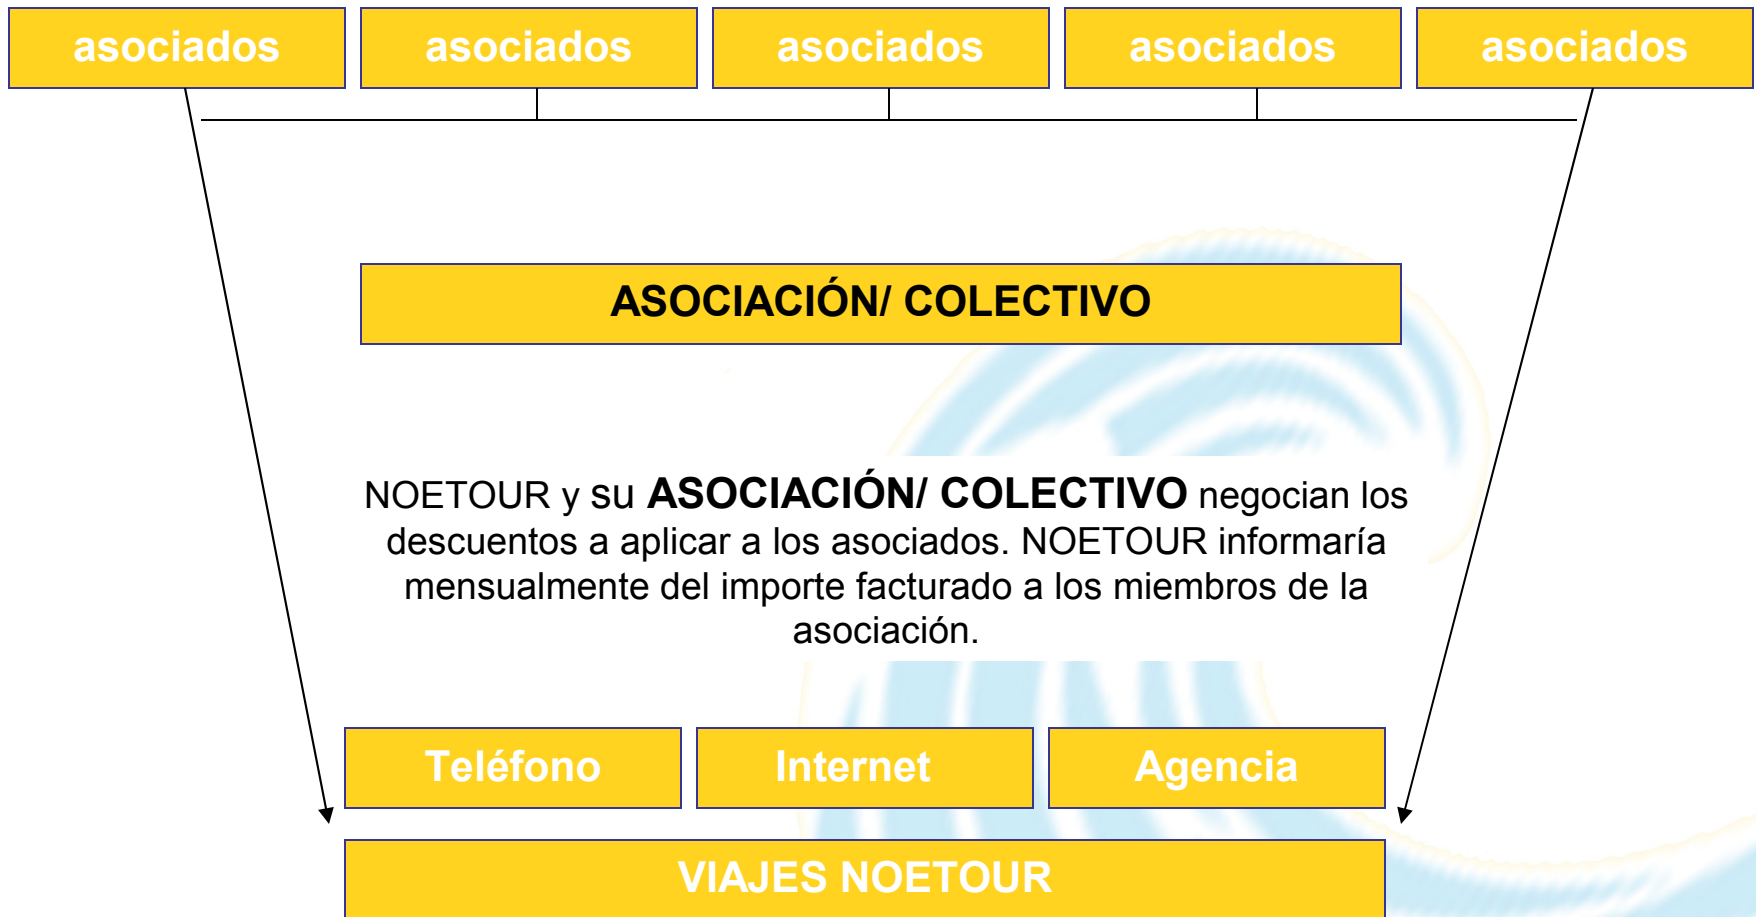 asociados asociados asociados asociados asociados
ASOCIACIÓN/ COLECTIVO
NOETOUR y su ASOCIACIÓN/ COLECTIVO negocian los
descuentos a aplicar a los asociados. NOETOUR informaría
mensualmente del importe facturado a los miembros de la
asociación.
Teléfono Internet Agencia
VIAJES NOETOUR